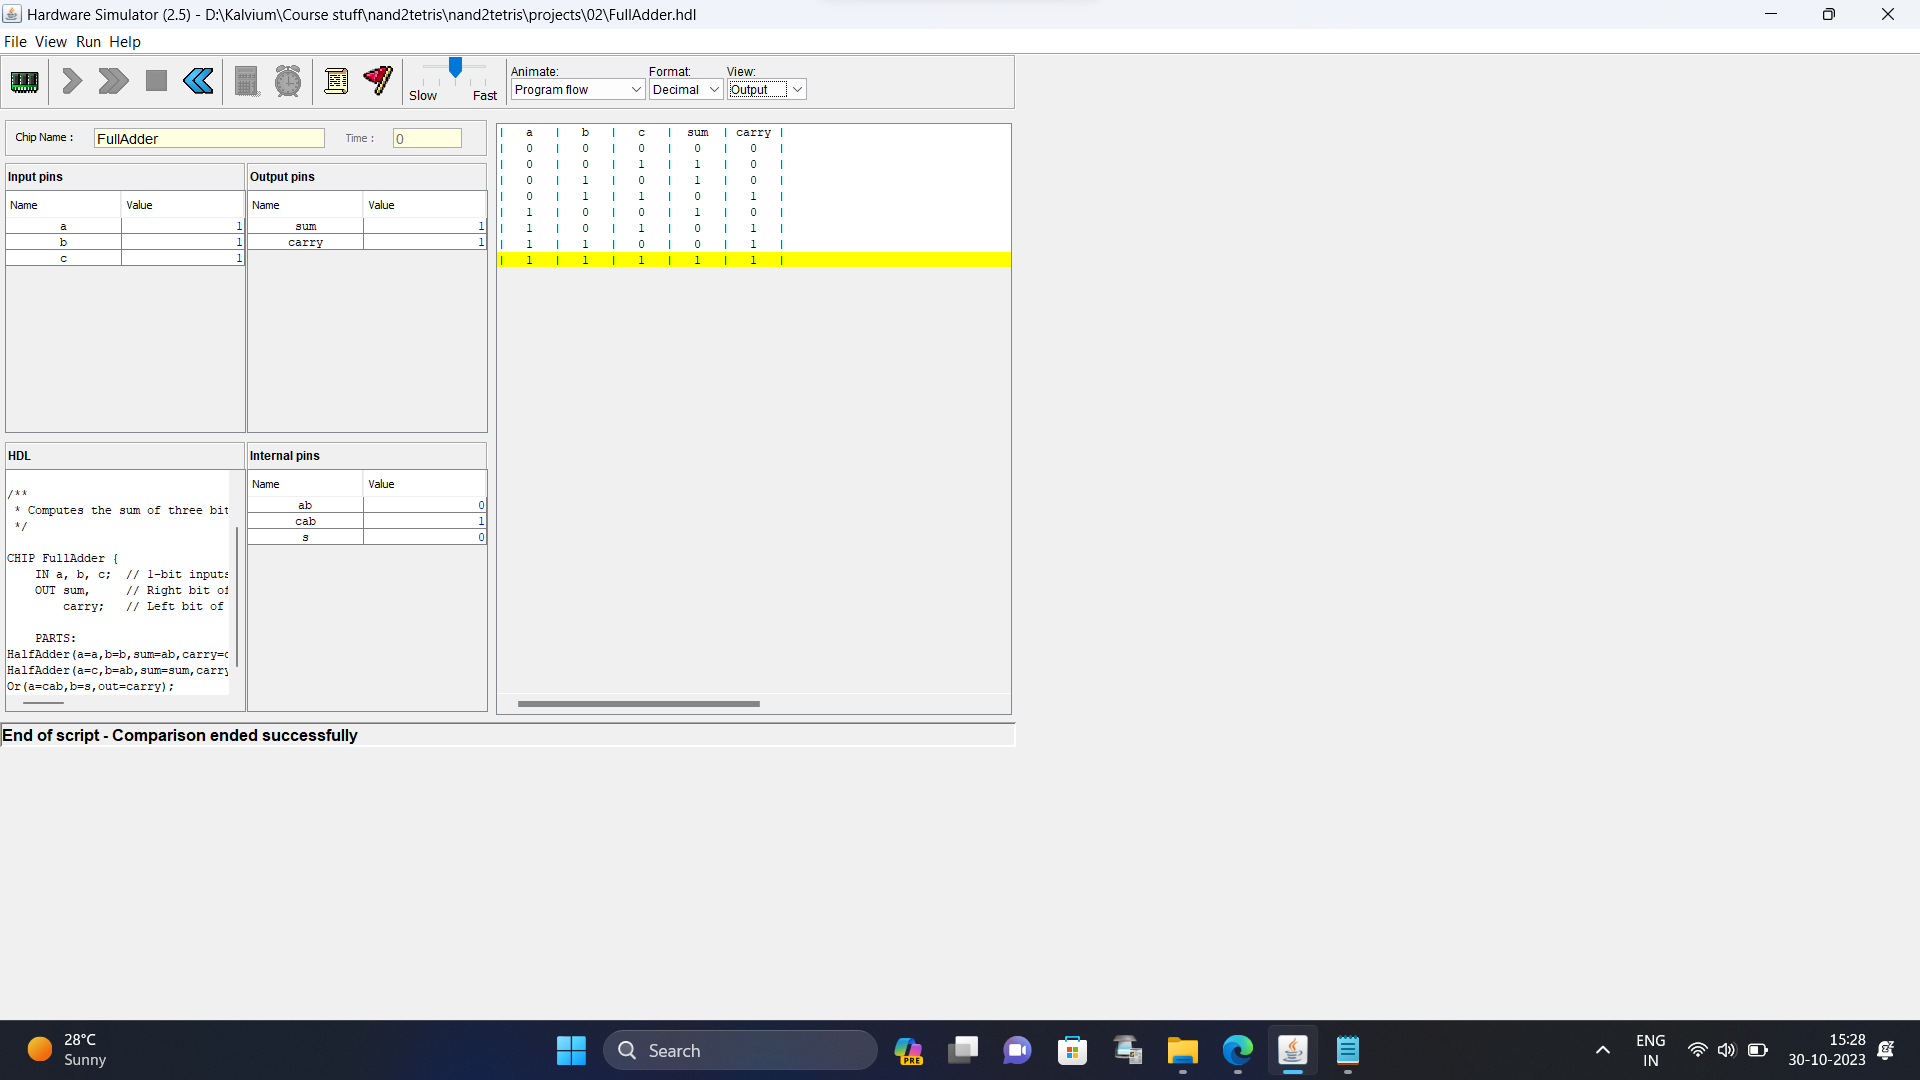 Hardware Simulator (2.5) - D:\Kalvium\Course stuff\nand2tetris\nand2tetris\projects\02\FullAdder.hdl
File View Run Help
Slow Fast
Animate: Format: View:
Program flow Decimal Output
Chip Name : FullAdder Time : 0
Input pins
Name Value
a 1
b 1
c 1
Output pins
Name Value
sum 1
carry 1
| a | b | c | sum | carry |
| 0 | 0 | 0 | 0 | 0 |
| 0 | 0 | 1 | 1 | 0 |
| 0 | 1 | 0 | 1 | 0 |
| 0 | 1 | 1 | 0 | 1 |
| 1 | 0 | 0 | 1 | 0 |
| 1 | 0 | 1 | 0 | 1 |
| 1 | 1 | 0 | 0 | 1 |
| 1 | 1 | 1 | 1 | 1 |
HDL
/**
* Computes the sum of three bit
*/
CHIP FullAdder {
IN a, b, c; // 1-bit inputs
OUT sum, // Right bit of
carry; // Left bit of
PARTS:
HalfAdder(a=a,b=b,sum=ab,carry=c
HalfAdder(a=c,b=ab,sum=sum,carry
Or(a=cab,b=s,out=carry);
Internal pins
Name Value
ab 0
cab 1
s 0
End of script - Comparison ended successfully
28°C
Sunny
Search
PRE
ENG
IN
15:28
30-10-2023